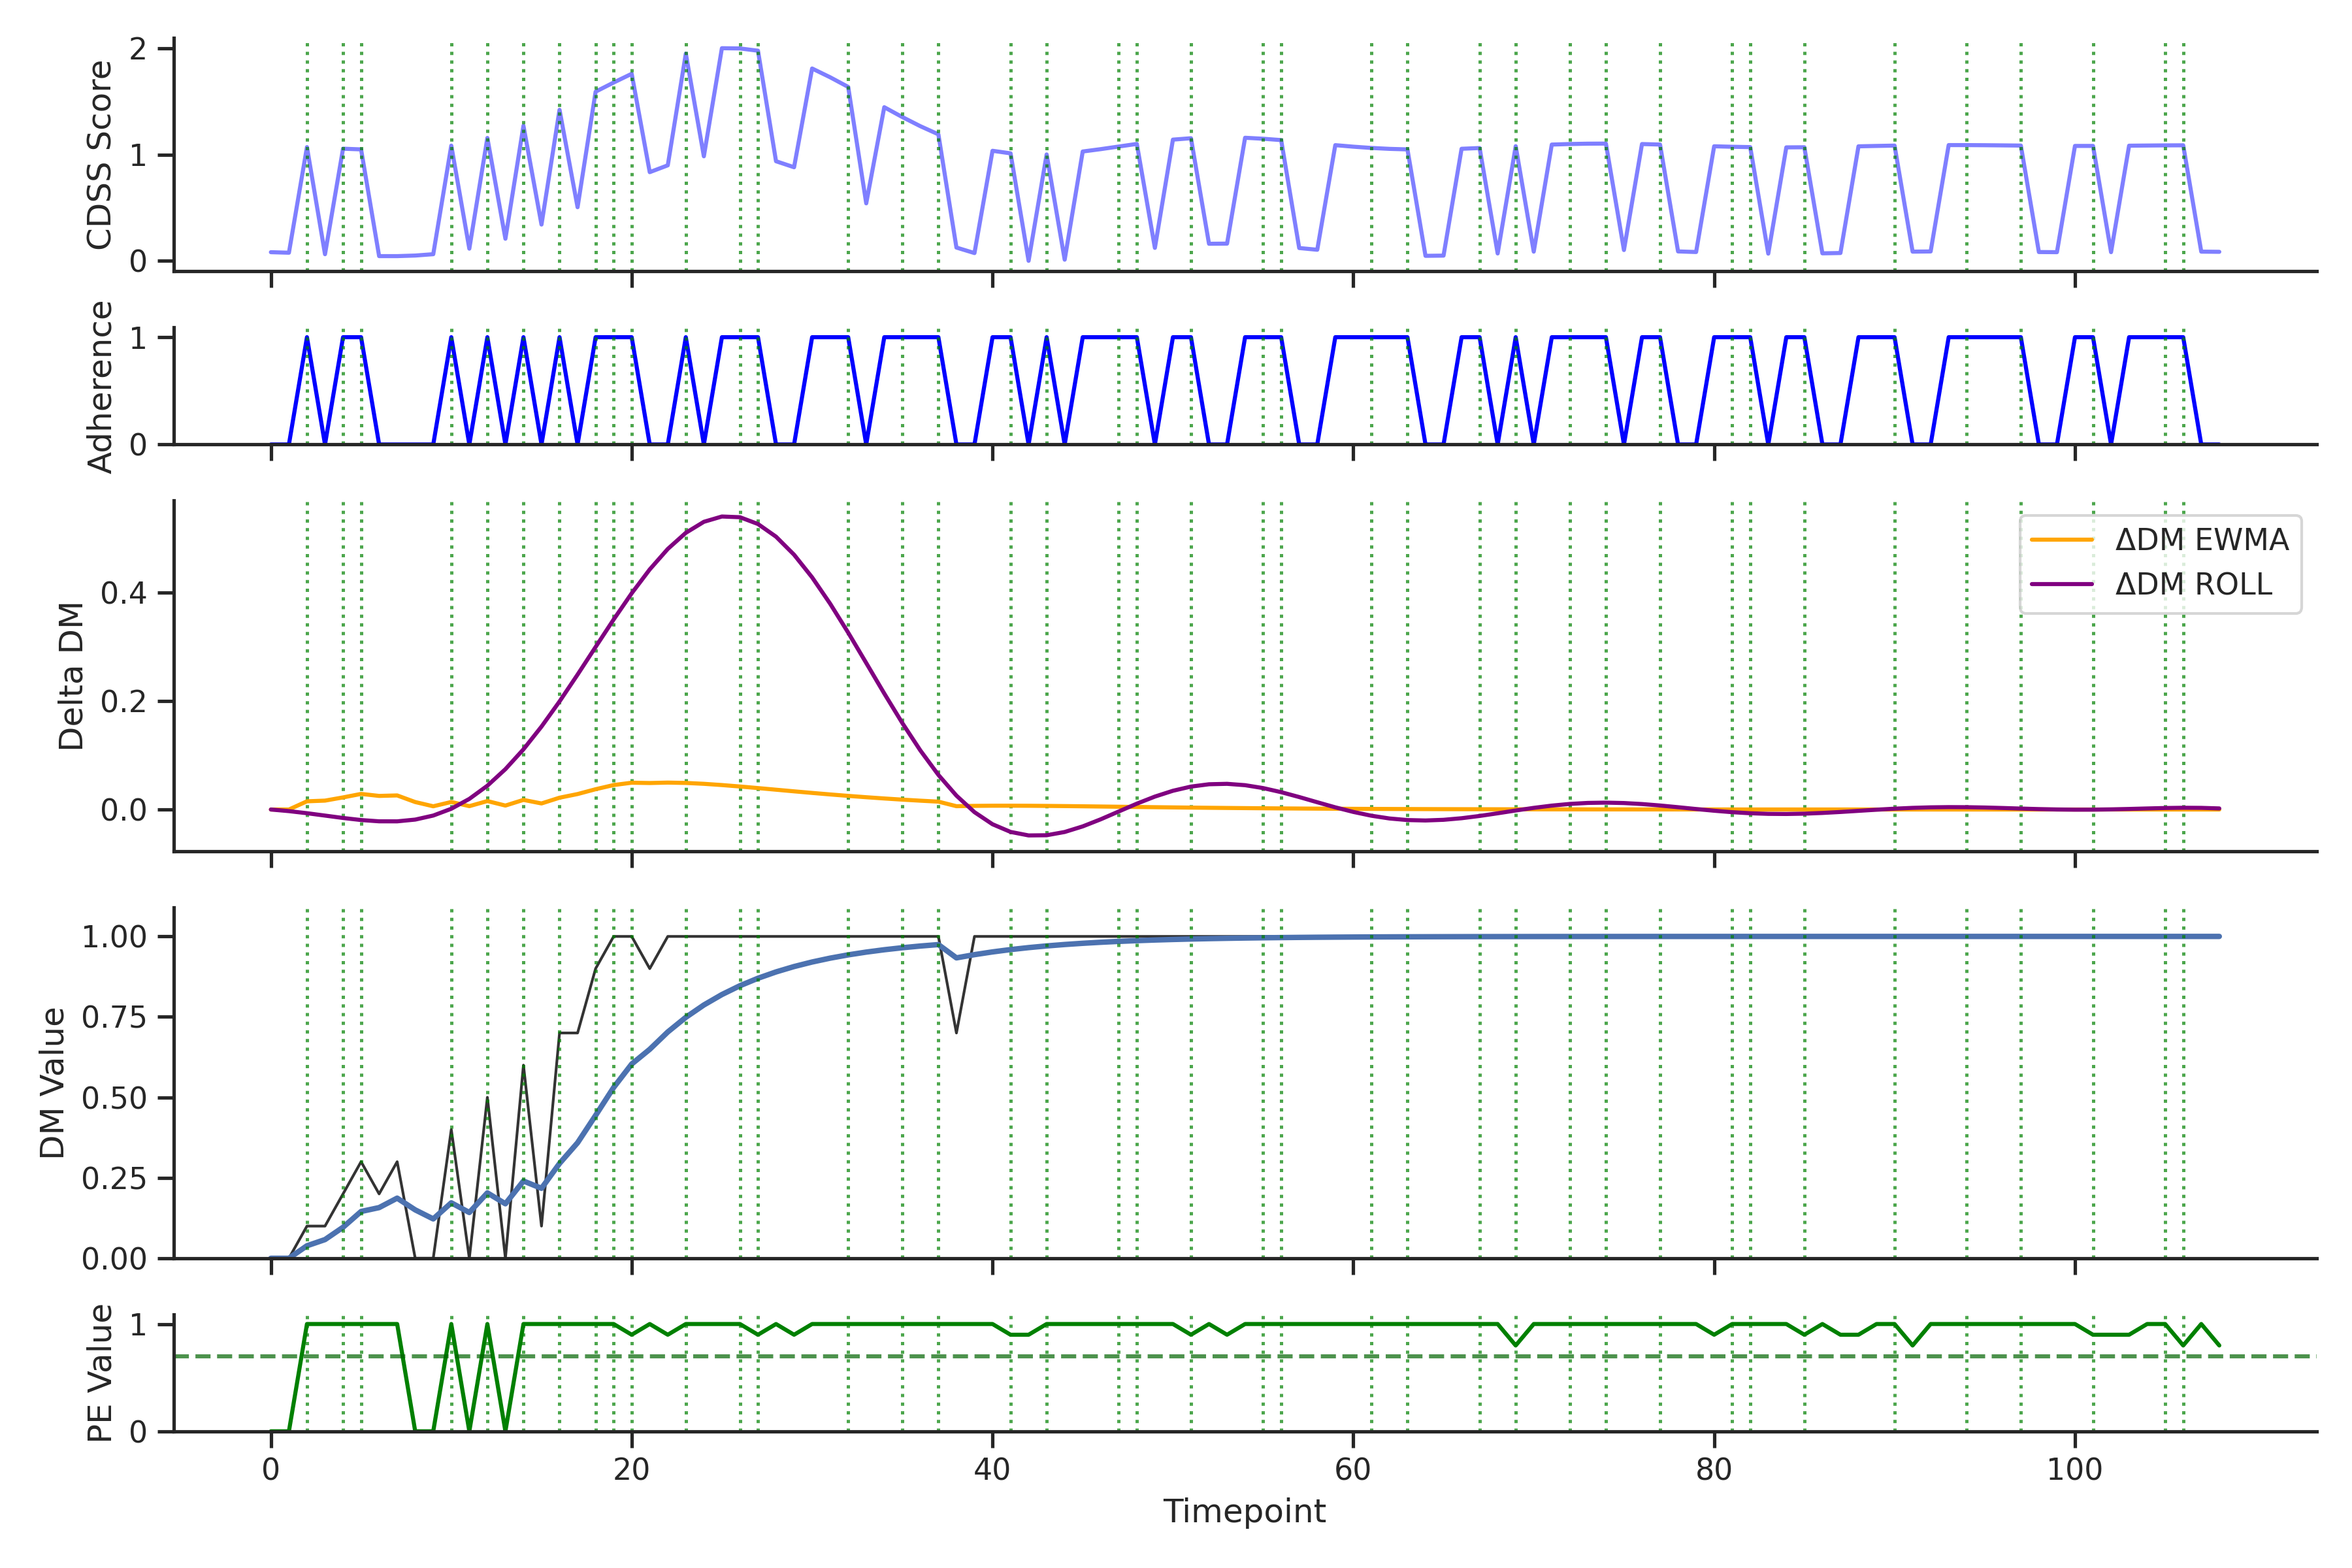 CDSS Score
2
1
0
Adherence
1
0
Delta DM
0.4
0.2
0.0
ΔDM EWMA
ΔDM ROLL
DM Value
1.00
0.75
0.50
0.25
0.00
PE Value
1
0
0 20 40 60 80 100
Timepoint